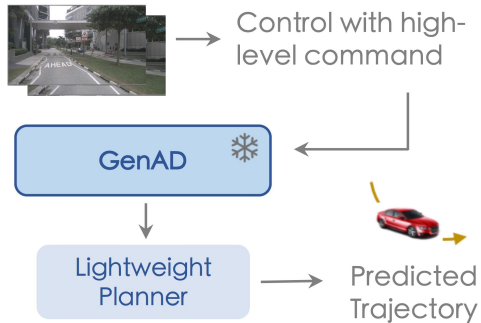 Control with high-
level command
AHEAD
GenAD
Lightweight
Planner
Predicted
Trajectory